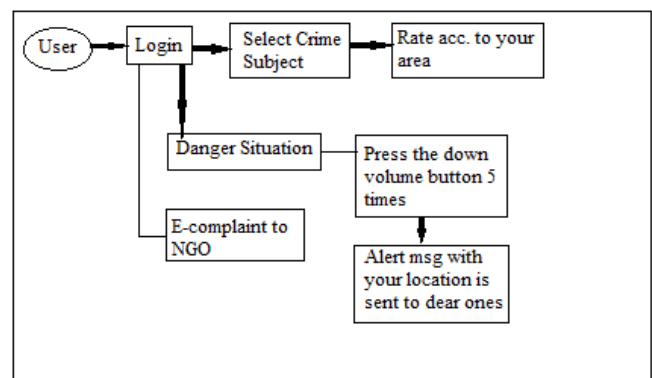 User
Login
Select Crime
Subject
Rate acc. to your
area
Danger Situation
Press the down
volume button 5
times
E-complaint to
NGO
Alert msg with
your location is
sent to dear ones